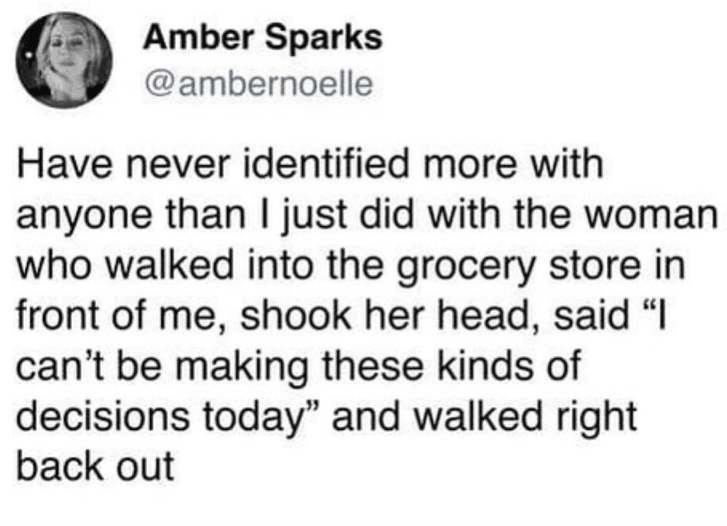 Amber Sparks
@ambernoelle
Have never identified more with
anyone than I just did with the woman
who walked into the grocery store in
front of me, shook her head, said “I
can’t be making these kinds of
decisions today” and walked right
back out